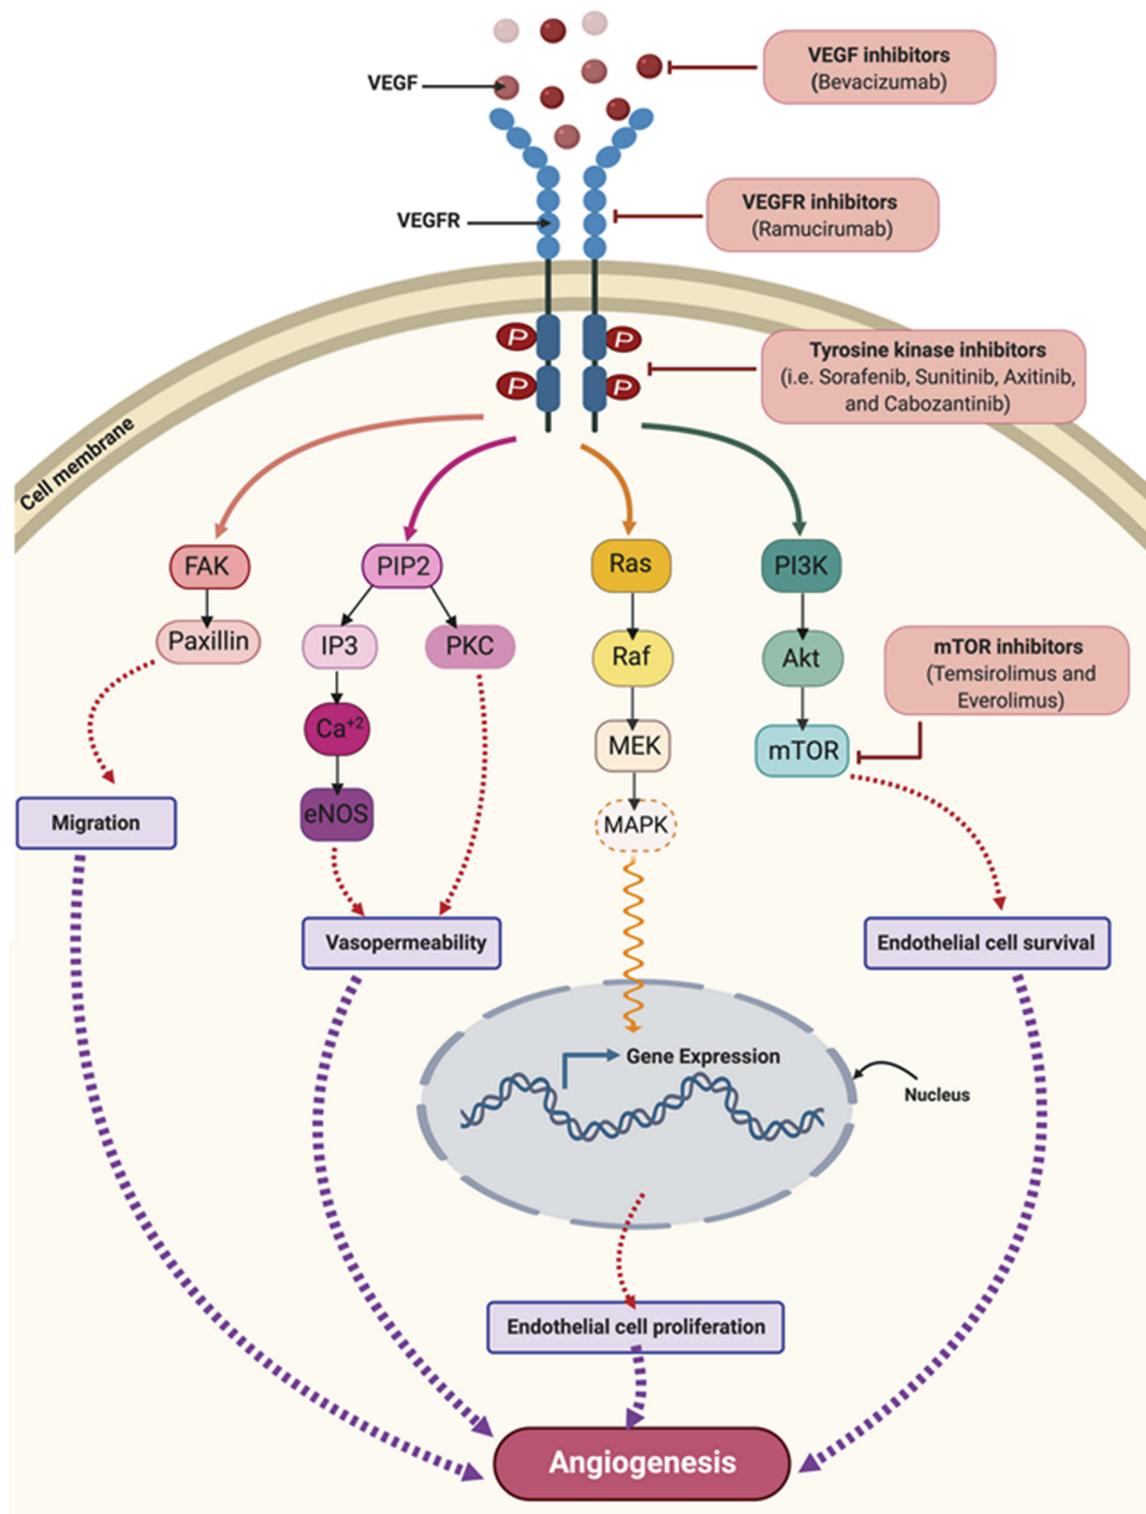 VEGF inhibitors
(Bevacizumab)
VEGF
VEGFR inhibitors
(Ramucirumab)
VEGFR
P
P
P
P
Tyrosine kinase inhibitors
(i.e. Sorafenib, Sunitinib, Axitinib,
and Cabozantinib)
Cell membrane
FAK
PIP2
Ras
PI3K
Paxillin
IP3
PKC
Raf
Akt
mTOR inhibitors
(Temsirolimus and
Everolimus)
Ca⁺²
MEK
mTOR
Migration
eNOS
MAPK
Vasopermeability
Endothelial cell survival
Gene Expression
Nucleus
Endothelial cell proliferation
Angiogenesis